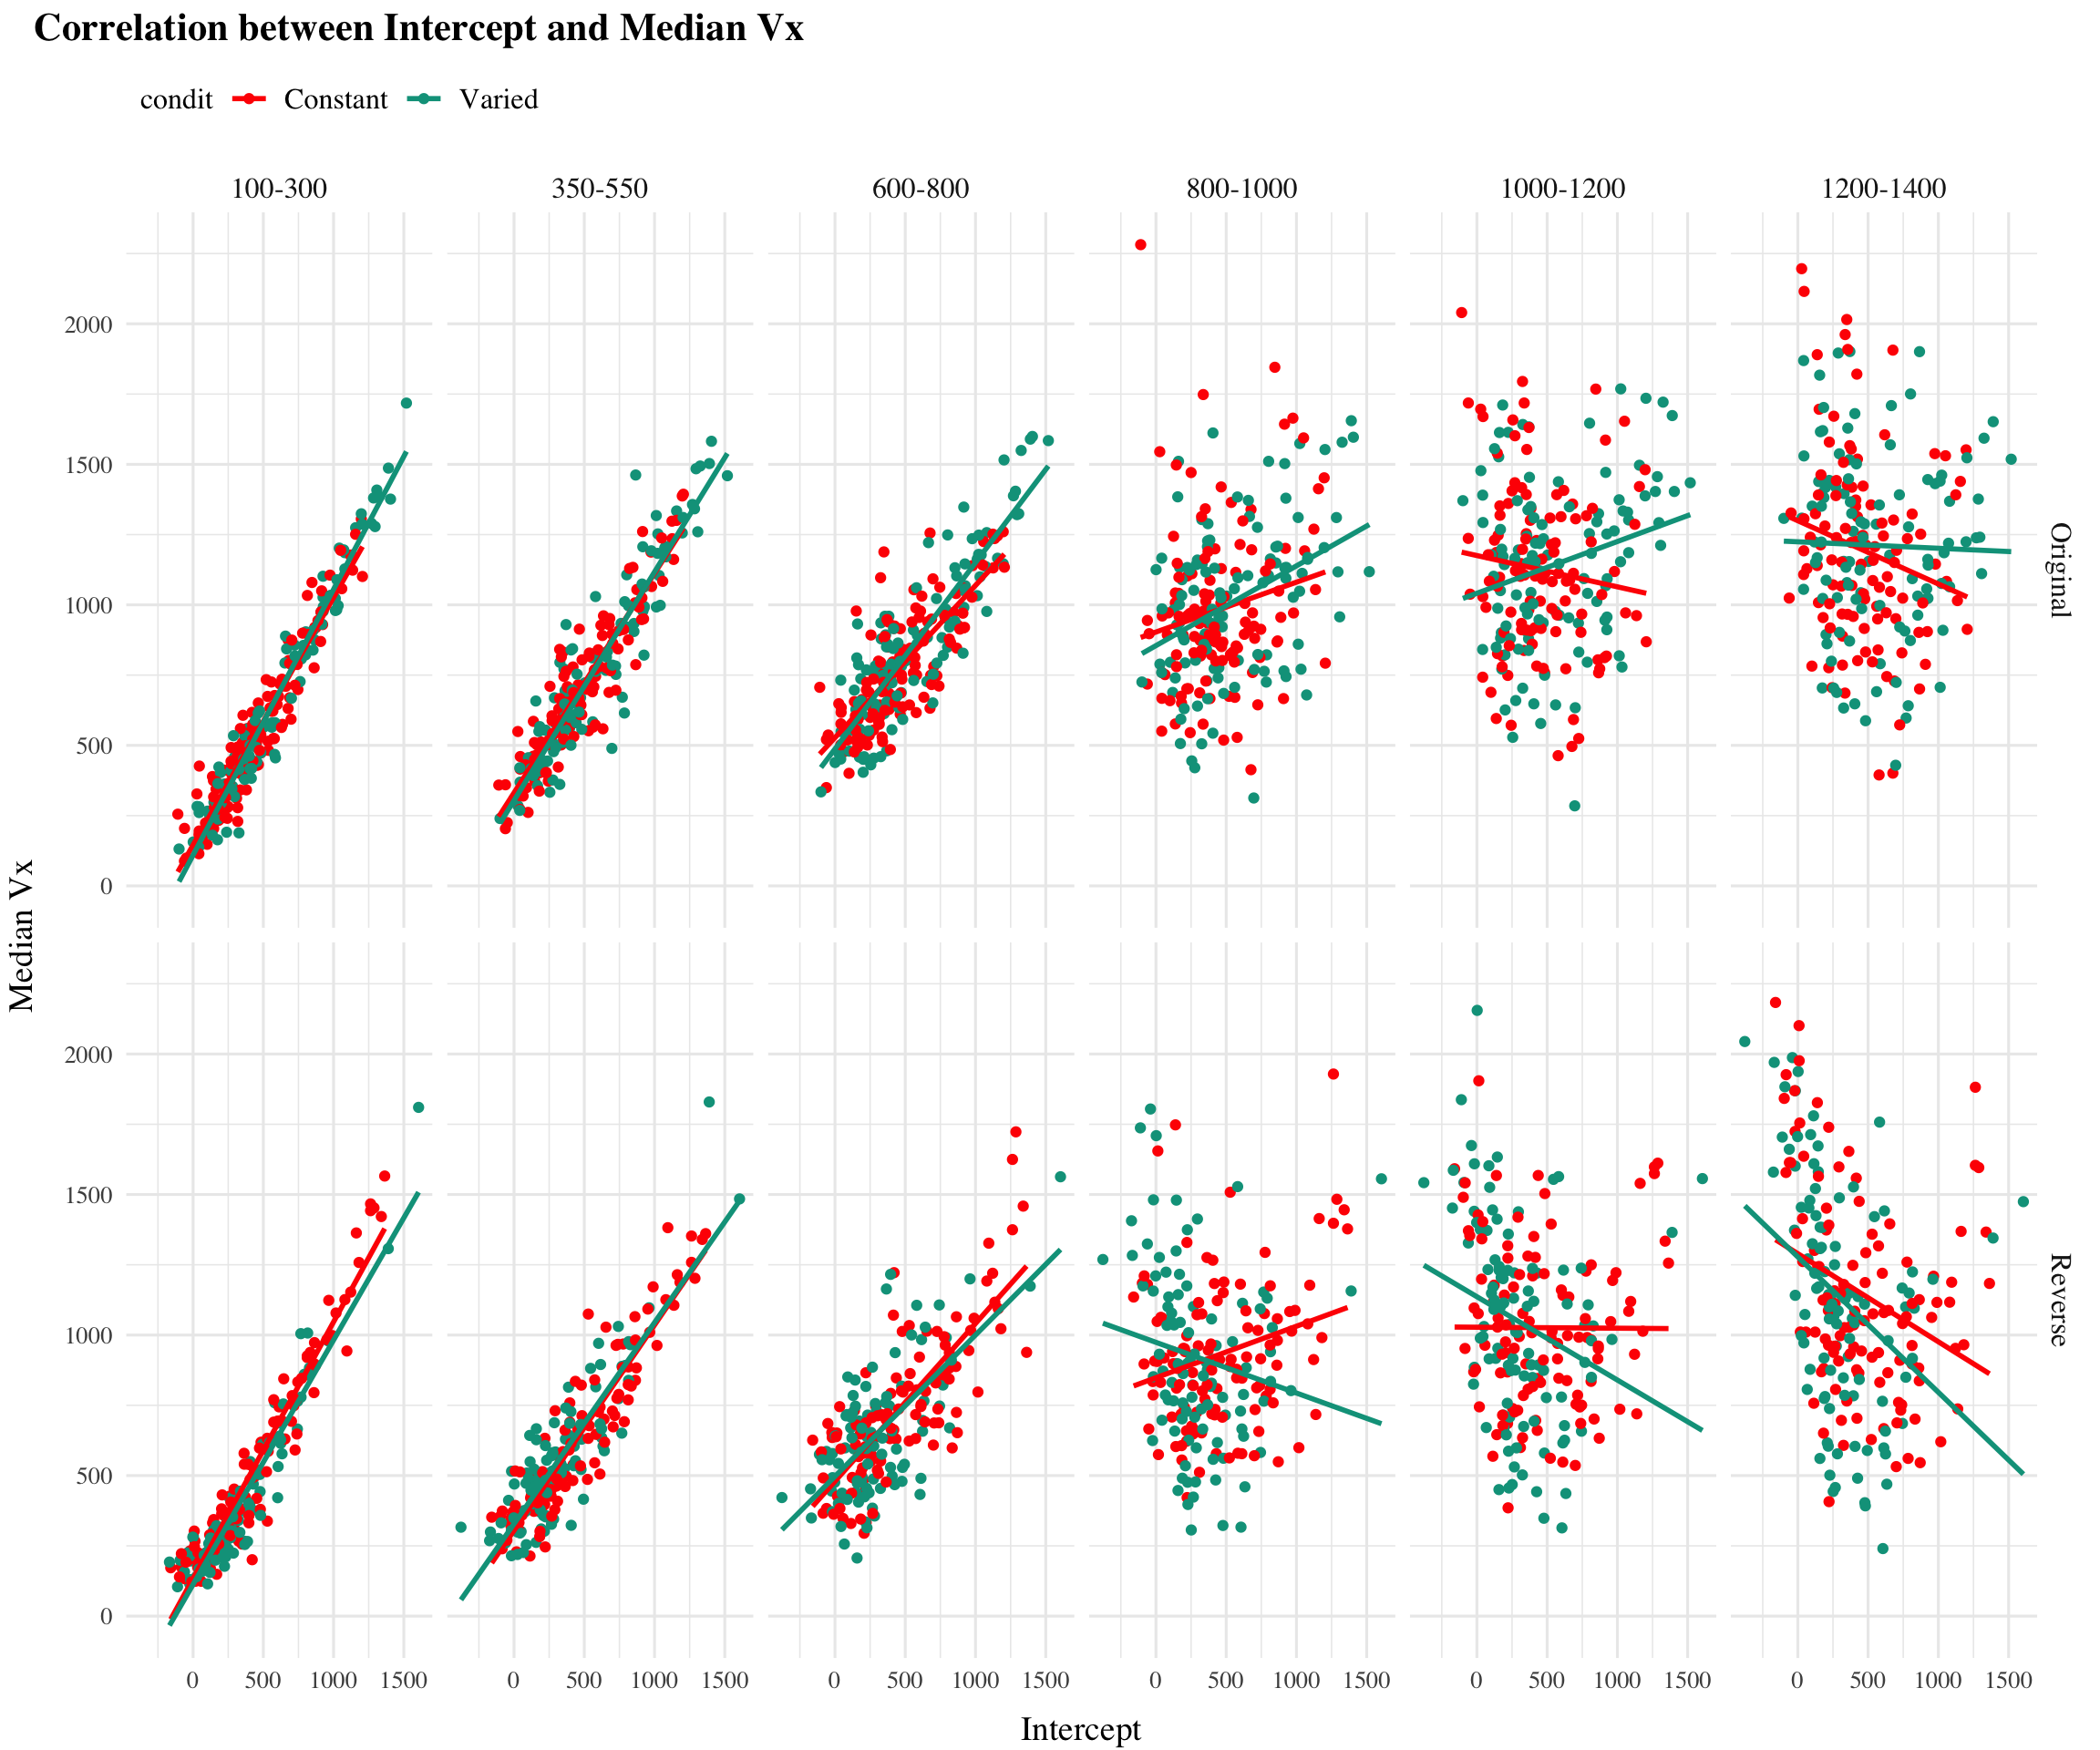 Correlation between Intercept and Median Vx
condit Constant Varied
100-300 350-550 600-800 800-1000 1000-1200 1200-1400
2000
1500
1000
500
0
Original
Median Vx
2000
1500
1000
500
0
Reverse
0 500 1000 1500 0 500 1000 1500 0 500 1000 1500 0 500 1000 1500 0 500 1000 1500 0 500 1000 1500
Intercept